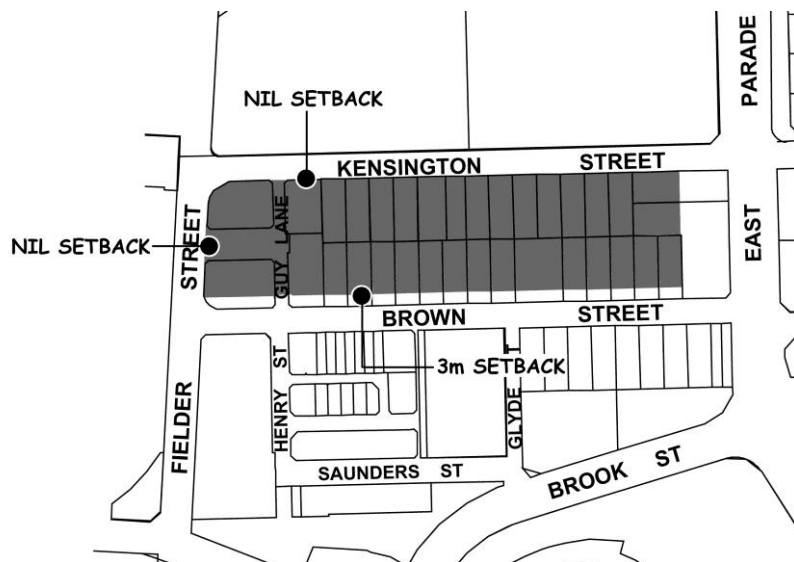 PARADE
NIL SETBACK
KENSINGTON STREET
STREET
LANE
NIL SETBACK
EAST
GUY
BROWN STREET
HENRY ST
3m SETBACK
GLYDE
FIELDER
SAUNDERS ST
BROOK ST